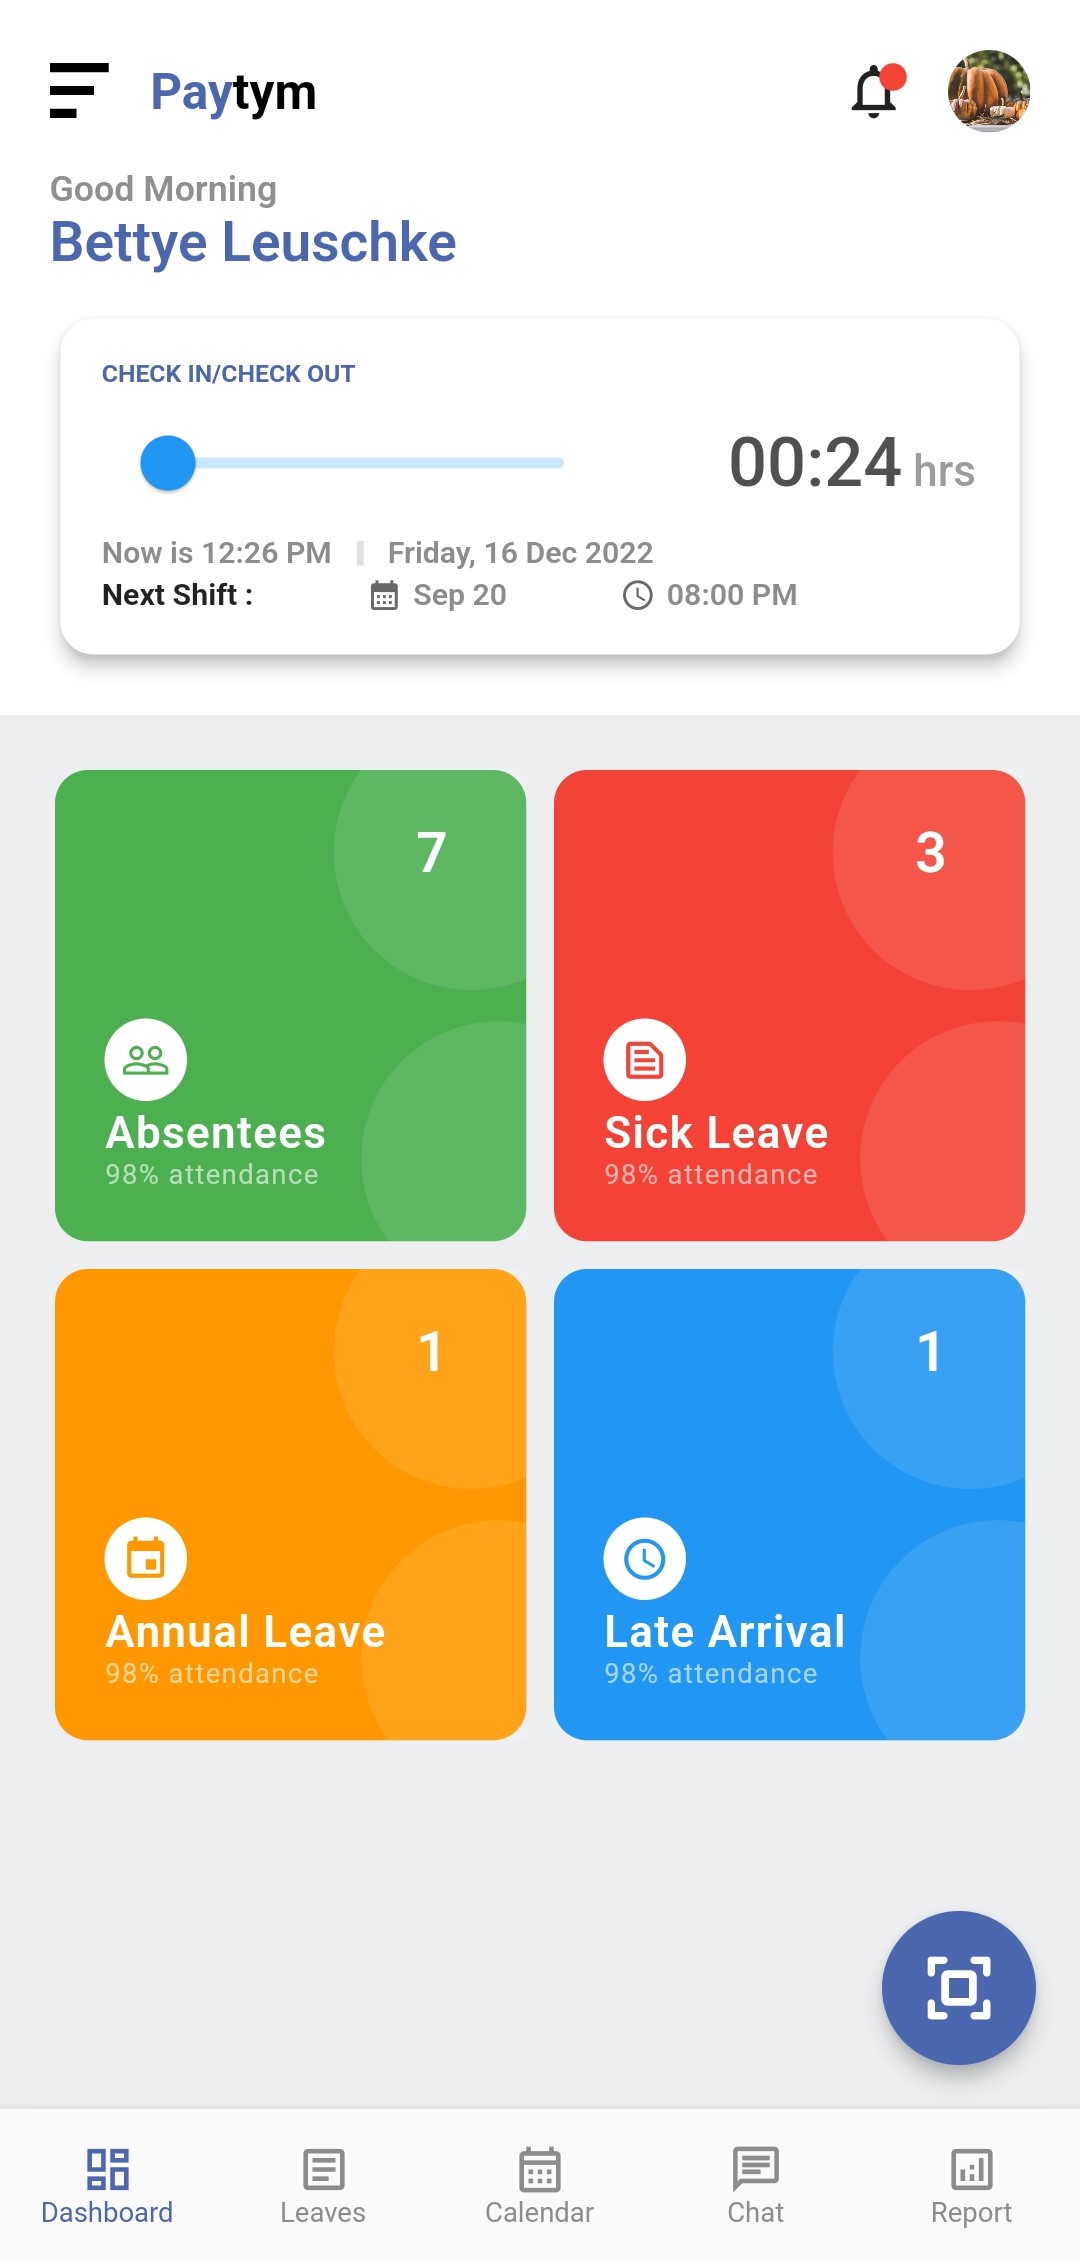 Paytym
Good Morning
Bettye Leuschke
CHECK IN/CHECK OUT
00:24 hrs
Now is 12:26 PM Friday, 16 Dec 2022
Next Shift : Sep 20 08:00 PM
7
Absentees
98% attendance
3
Sick Leave
98% attendance
1
Annual Leave
98% attendance
1
Late Arrival
98% attendance
Dashboard
Leaves
Calendar
Chat
Report